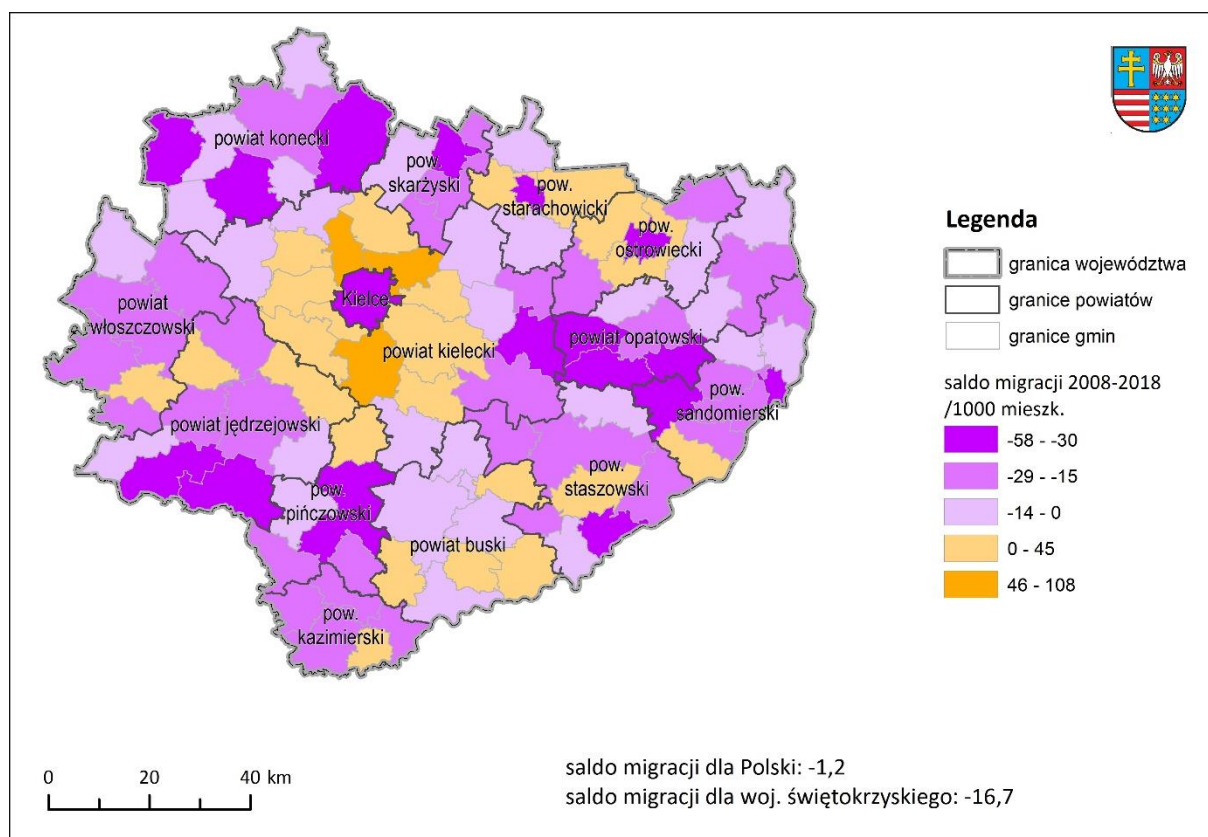 powiat konecki
pow.
skarżyski
pow.
starachowicki
pow.
ostrowiecki
Kielce
powiat
włoszczowski
powiat kielecki
powiat opatowski
pow.
sandomierski
powiat jędrzejowski
pow.
staszowski
pow.
pińczowski
powiat buski
pow.
kazimierski
Legenda
granica województwa
granice powiatów
granice gmin
saldo migracji 2008-2018
/1000 mieszk.
-58 - -30
-29 - -15
-14 - 0
0 - 45
46 - 108
0 20 40 km
saldo migracji dla Polski: -1,2
saldo migracji dla woj. świętokrzyskiego: -16,7